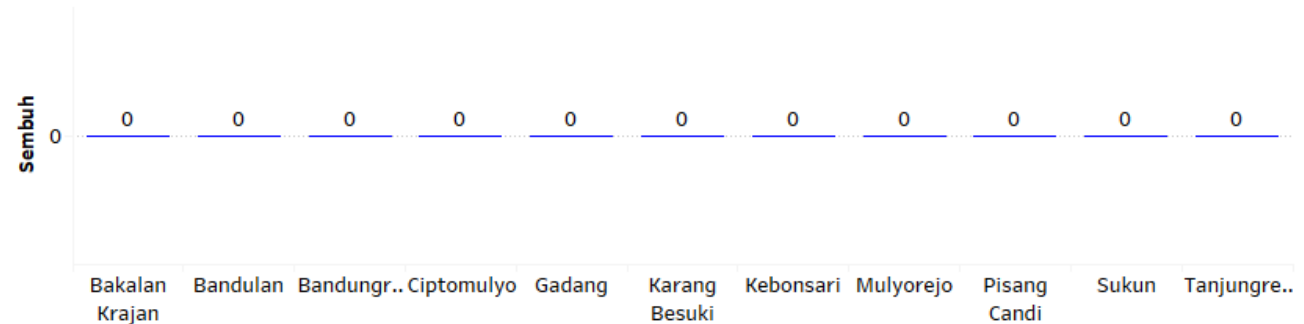 Sembuh
0
0 0 0 0 0 0 0 0 0 0 0
Bakalan Krajan
Bandulan
Bandungr..
Ciptomulyo
Gadang
Karang Besuki
Kebonsari
Mulyorejo
Pisang Candi
Sukun
Tanjungre..